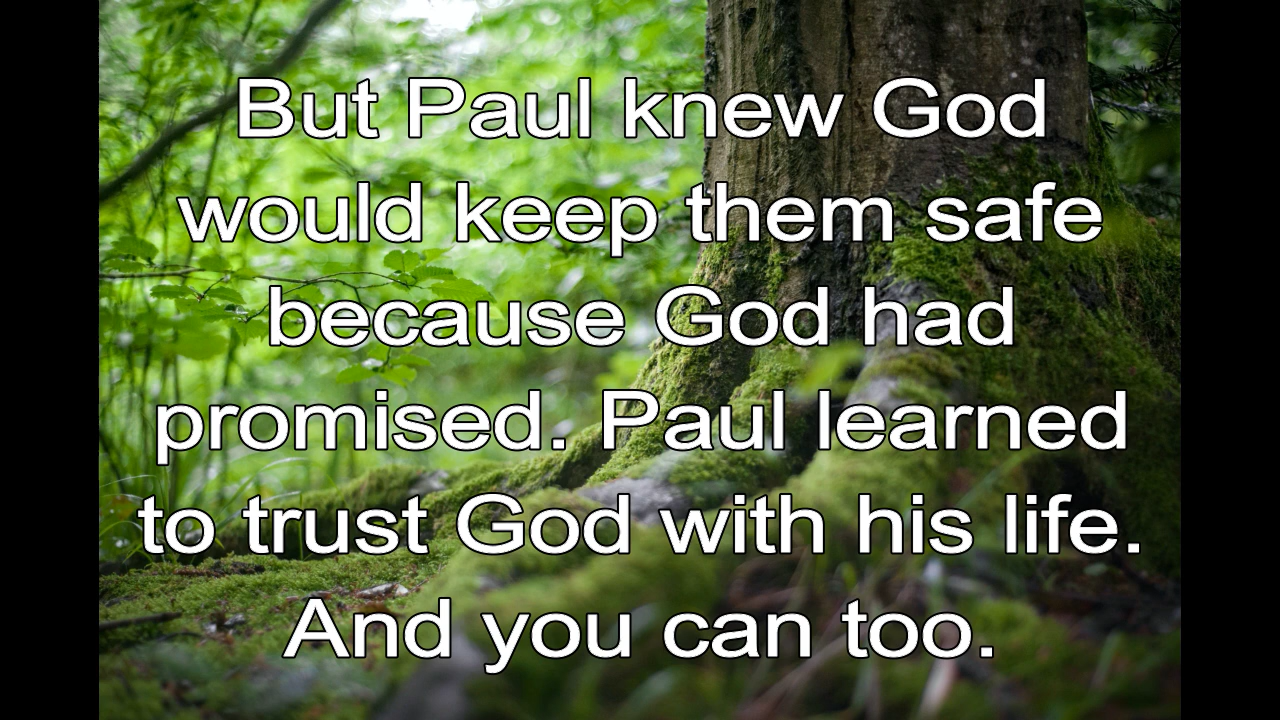 But Paul knew God
would keep them safe
because God had
promised. Paul learned
to trust God with his life.
And you can too.